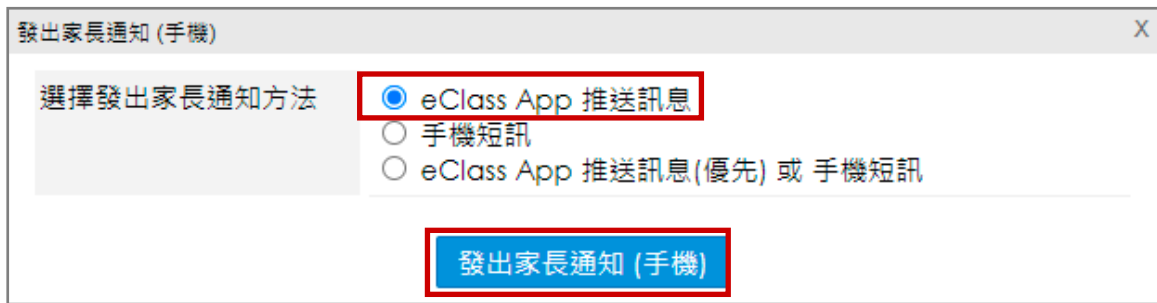 發出家長通知 (手機) X
選擇發出家長通知方法 eClass App 推送訊息
手機短訊
eClass App 推送訊息(優先) 或 手機短訊
發出家長通知 (手機)